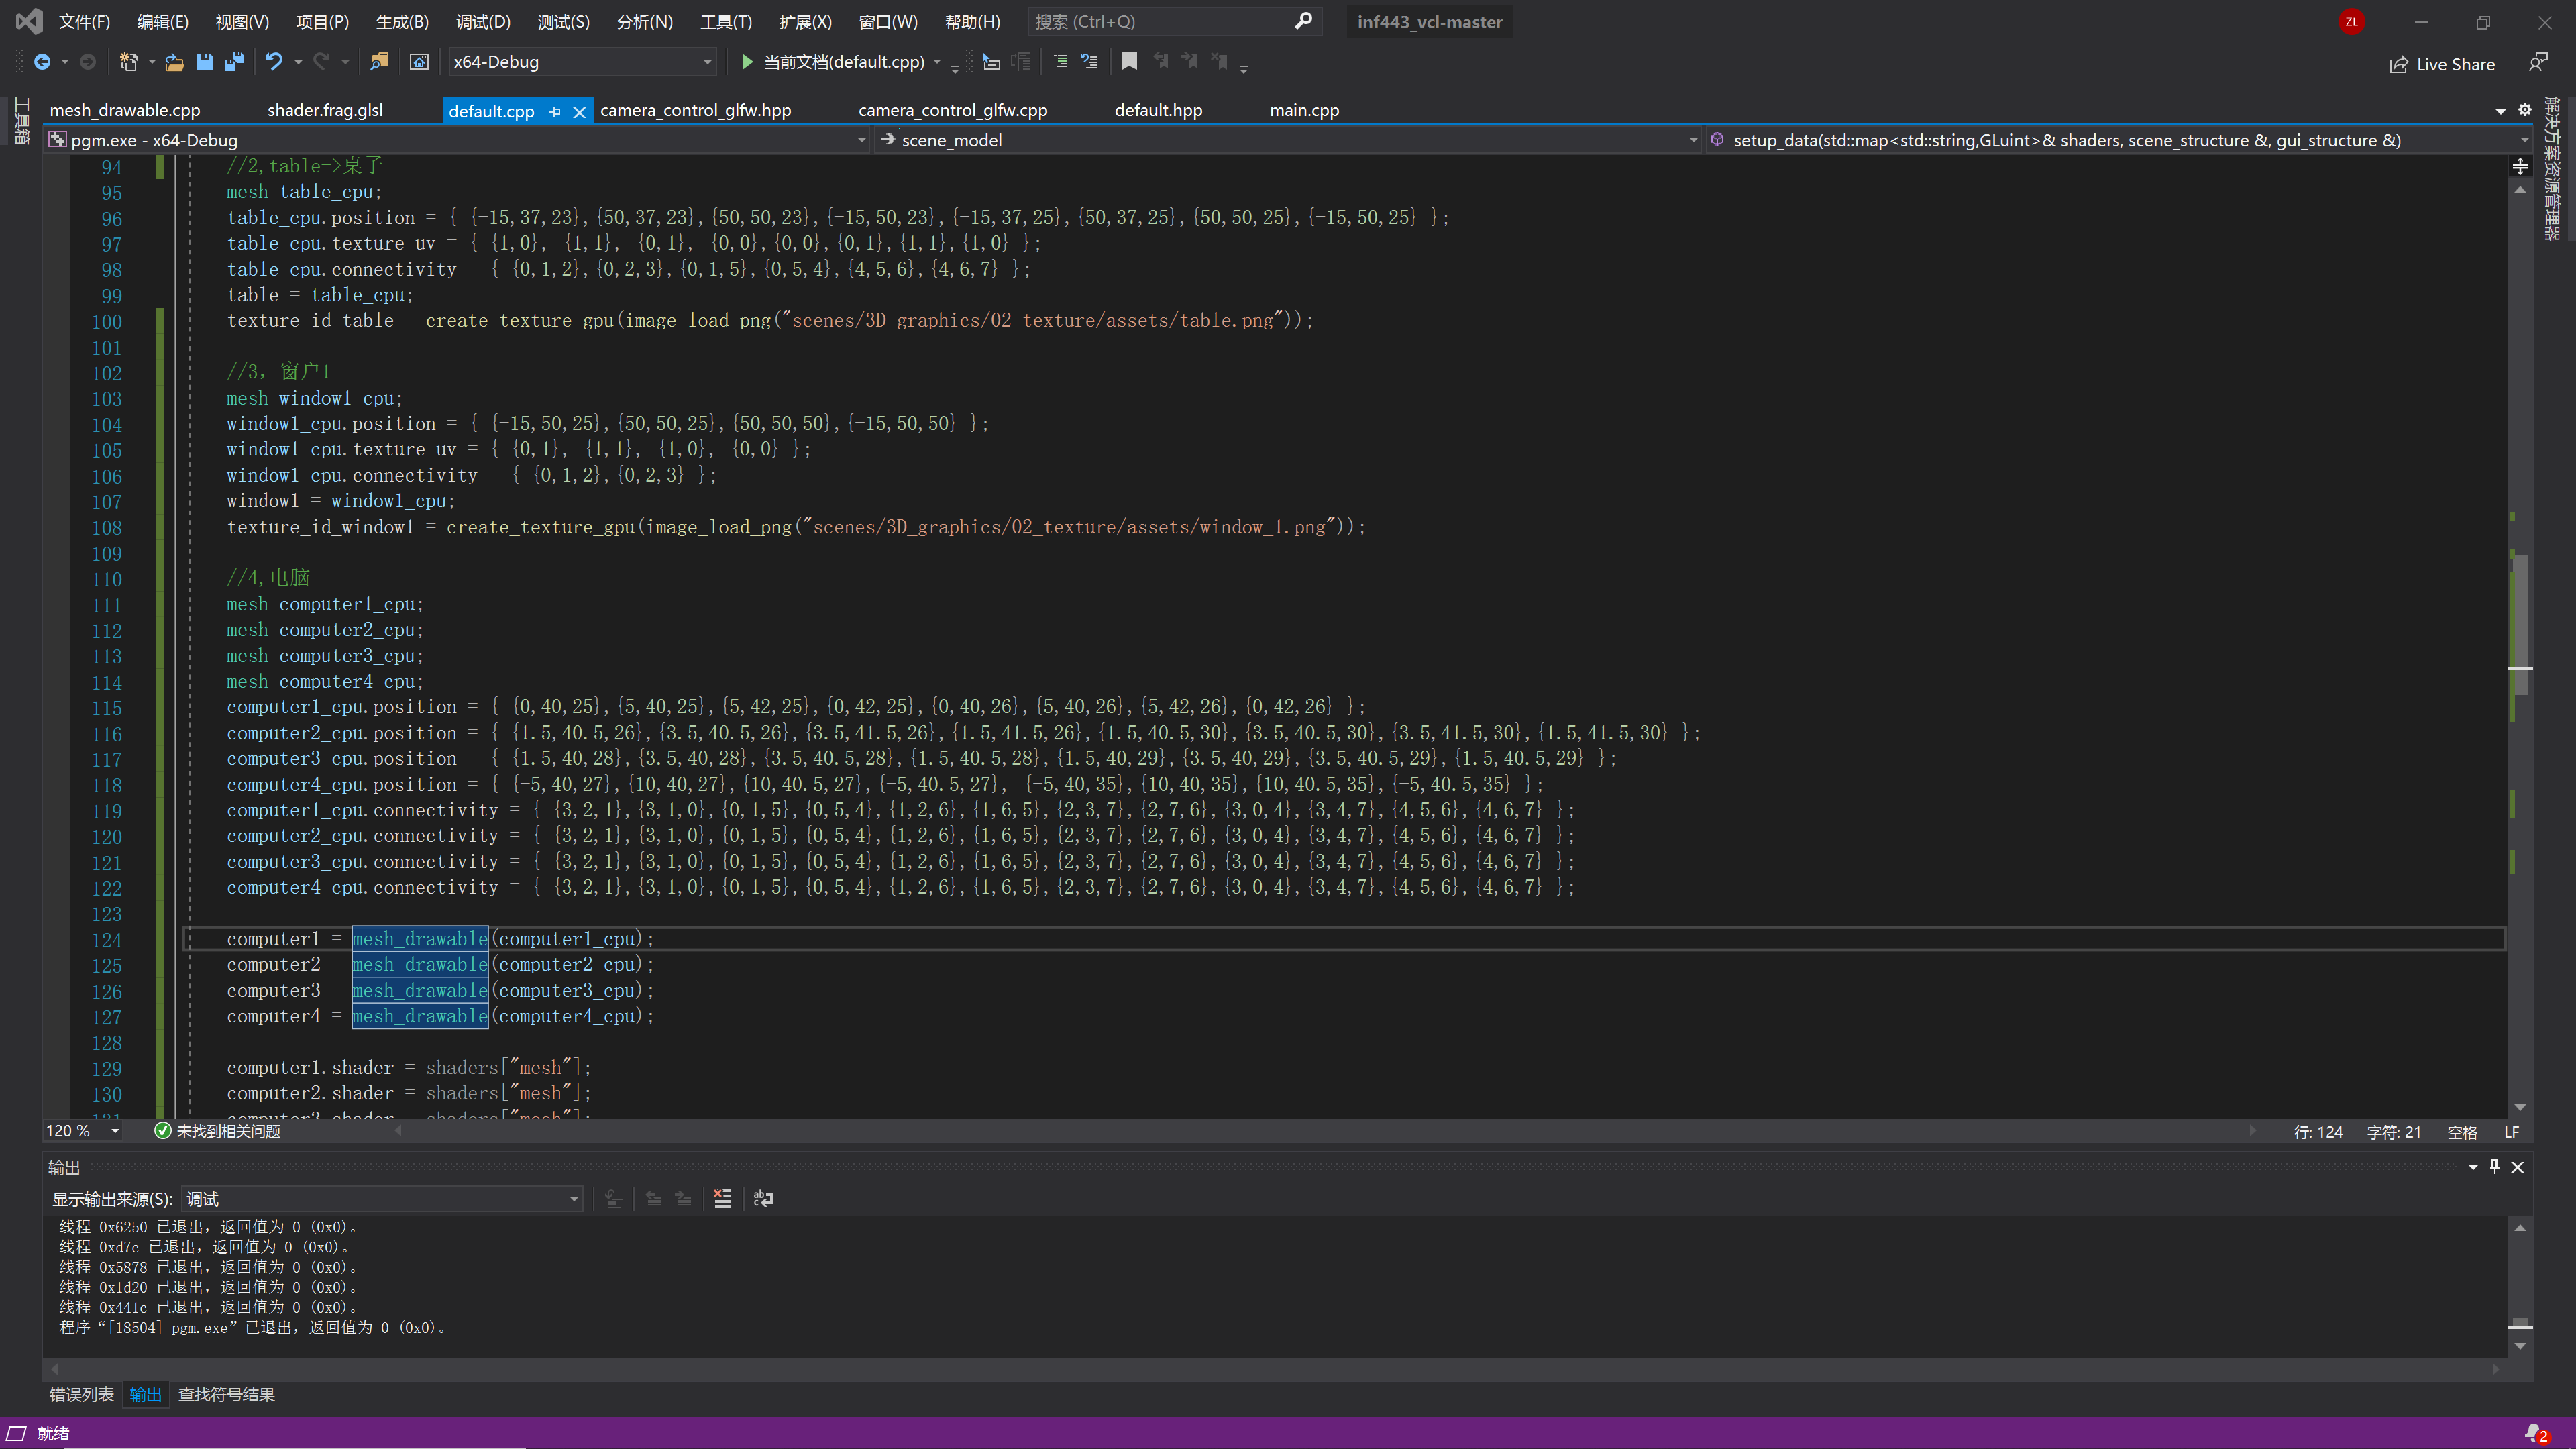 文件(F) 编辑(E) 视图(V) 项目(P) 生成(B) 调试(D) 测试(S) 分析(N) 工具(T) 扩展(X) 窗口(W) 帮助(H) 搜索 (Ctrl+Q) inf443_vcl-master ZL
x64-Debug 当前文档(default.cpp) Live Share
工具箱
mesh_drawable.cpp shader.frag.glsl default.cpp camera_control_glfw.hpp camera_control_glfw.cpp default.hpp main.cpp
解决方案资源管理器
pgm.exe - x64-Debug scene_model setup_data(std::map<std::string,GLuint>& shaders, scene_structure &, gui_structure &)
94 //2,table->桌子
95 mesh table_cpu;
96 table_cpu.position = { {-15,37,23},{50,37,23},{50,50,23},{-15,50,23},{-15,37,25},{50,37,25},{50,50,25},{-15,50,25} };
97 table_cpu.texture_uv = { {1,0}, {1,1}, {0,1}, {0,0},{0,0},{0,1},{1,1},{1,0} };
98 table_cpu.connectivity = { {0,1,2},{0,2,3},{0,1,5},{0,5,4},{4,5,6},{4,6,7} };
99 table = table_cpu;
100 texture_id_table = create_texture_gpu(image_load_png("scenes/3D_graphics/02_texture/assets/table.png"));
101
102 //3，窗户1
103 mesh window1_cpu;
104 window1_cpu.position = { {-15,50,25},{50,50,25},{50,50,50},{-15,50,50} };
105 window1_cpu.texture_uv = { {0,1}, {1,1}, {1,0}, {0,0} };
106 window1_cpu.connectivity = { {0,1,2},{0,2,3} };
107 window1 = window1_cpu;
108 texture_id_window1 = create_texture_gpu(image_load_png("scenes/3D_graphics/02_texture/assets/window_1.png"));
109
110 //4,电脑
111 mesh computer1_cpu;
112 mesh computer2_cpu;
113 mesh computer3_cpu;
114 mesh computer4_cpu;
115 computer1_cpu.position = { {0,40,25},{5,40,25},{5,42,25},{0,42,25},{0,40,26},{5,40,26},{5,42,26},{0,42,26} };
116 computer2_cpu.position = { {1.5,40.5,26},{3.5,40.5,26},{3.5,41.5,26},{1.5,41.5,26},{1.5,40.5,30},{3.5,40.5,30},{3.5,41.5,30},{1.5,41.5,30} };
117 computer3_cpu.position = { {1.5,40,28},{3.5,40,28},{3.5,40.5,28},{1.5,40.5,28},{1.5,40,29},{3.5,40,29},{3.5,40.5,29},{1.5,40.5,29} };
118 computer4_cpu.position = { {-5,40,27},{10,40,27},{10,40.5,27},{-5,40.5,27}, {-5,40,35},{10,40,35},{10,40.5,35},{-5,40.5,35} };
119 computer1_cpu.connectivity = { {3,2,1},{3,1,0},{0,1,5},{0,5,4},{1,2,6},{1,6,5},{2,3,7},{2,7,6},{3,0,4},{3,4,7},{4,5,6},{4,6,7} };
120 computer2_cpu.connectivity = { {3,2,1},{3,1,0},{0,1,5},{0,5,4},{1,2,6},{1,6,5},{2,3,7},{2,7,6},{3,0,4},{3,4,7},{4,5,6},{4,6,7} };
121 computer3_cpu.connectivity = { {3,2,1},{3,1,0},{0,1,5},{0,5,4},{1,2,6},{1,6,5},{2,3,7},{2,7,6},{3,0,4},{3,4,7},{4,5,6},{4,6,7} };
122 computer4_cpu.connectivity = { {3,2,1},{3,1,0},{0,1,5},{0,5,4},{1,2,6},{1,6,5},{2,3,7},{2,7,6},{3,0,4},{3,4,7},{4,5,6},{4,6,7} };
123
124 computer1 = mesh_drawable(computer1_cpu);
125 computer2 = mesh_drawable(computer2_cpu);
126 computer3 = mesh_drawable(computer3_cpu);
127 computer4 = mesh_drawable(computer4_cpu);
128
129 computer1.shader = shaders["mesh"];
130 computer2.shader = shaders["mesh"];
131 computer3.shader = shaders["mesh"];
120 % 未找到相关问题 行: 124 字符: 21 空格 LF
输出
显示输出来源(S): 调试
线程 0x6250 已退出，返回值为 0 (0x0)。
线程 0xd7c 已退出，返回值为 0 (0x0)。
线程 0x5878 已退出，返回值为 0 (0x0)。
线程 0x1d20 已退出，返回值为 0 (0x0)。
线程 0x441c 已退出，返回值为 0 (0x0)。
程序“[18504] pgm.exe”已退出，返回值为 0 (0x0)。
错误列表 输出 查找符号结果
就绪 2